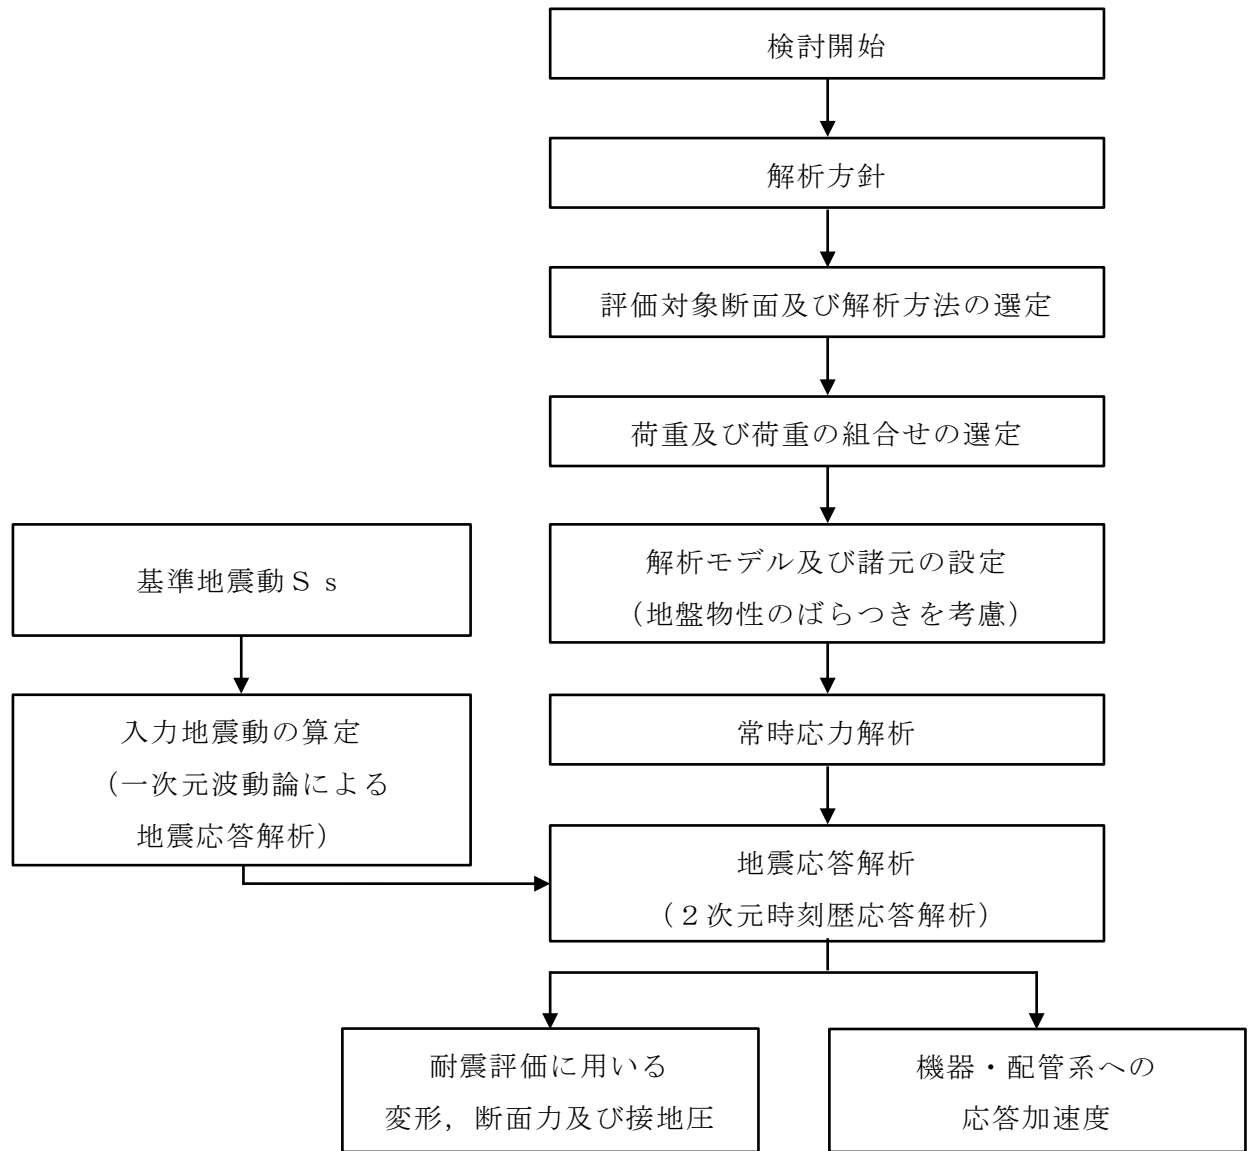 検討開始
解析方針
評価対象断面及び解析方法の選定
荷重及び荷重の組合せの選定
解析モデル及び諸元の設定
(地盤物性のばらつきを考慮)
基準地震動Ｓｓ
入力地震動の算定
(一次元波動論による
地震応答解析)
常時応力解析
地震応答解析
(２次元時刻歴応答解析)
耐震評価に用いる
変形，断面力及び接地圧
機器・配管系への
応答加速度